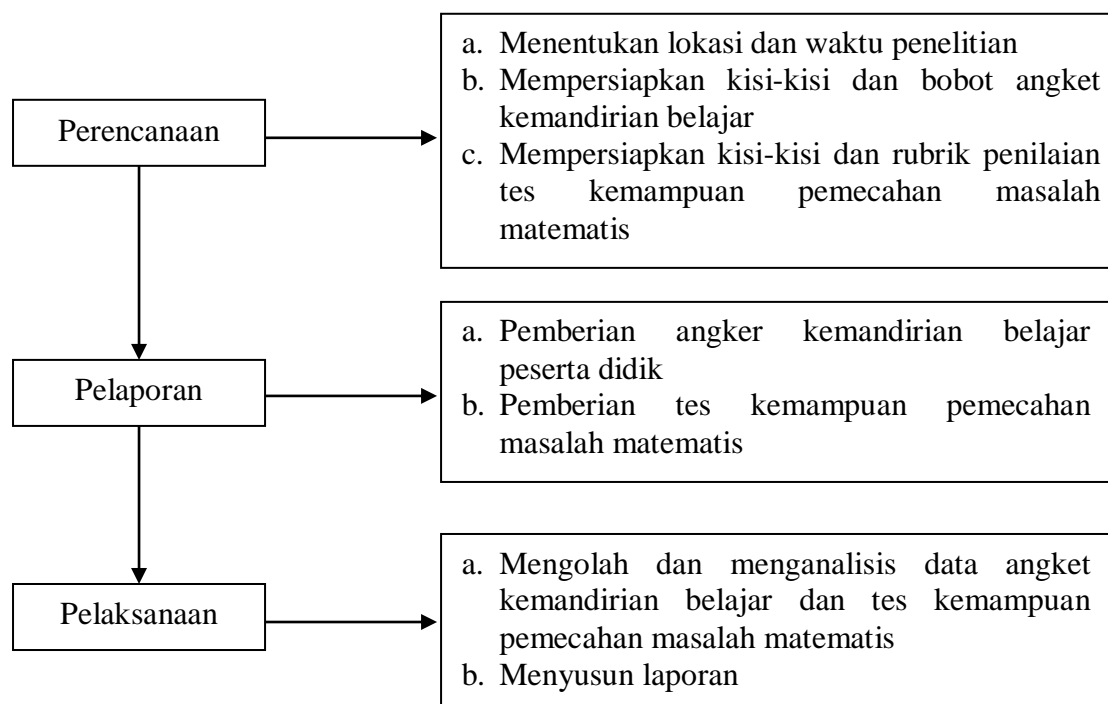 Perencanaan
a. Menentukan lokasi dan waktu penelitian
b. Mempersiapkan kisi-kisi dan bobot angket
kemandirian belajar
c. Mempersiapkan kisi-kisi dan rubrik penilaian
tes kemampuan pemecahan masalah
matematis
Pelaporan
a. Pemberian angker kemandirian belajar
peserta didik
b. Pemberian tes kemampuan pemecahan
masalah matematis
Pelaksanaan
a. Mengolah dan menganalisis data angket
kemandirian belajar dan tes kemampuan
pemecahan masalah matematis
b. Menyusun laporan